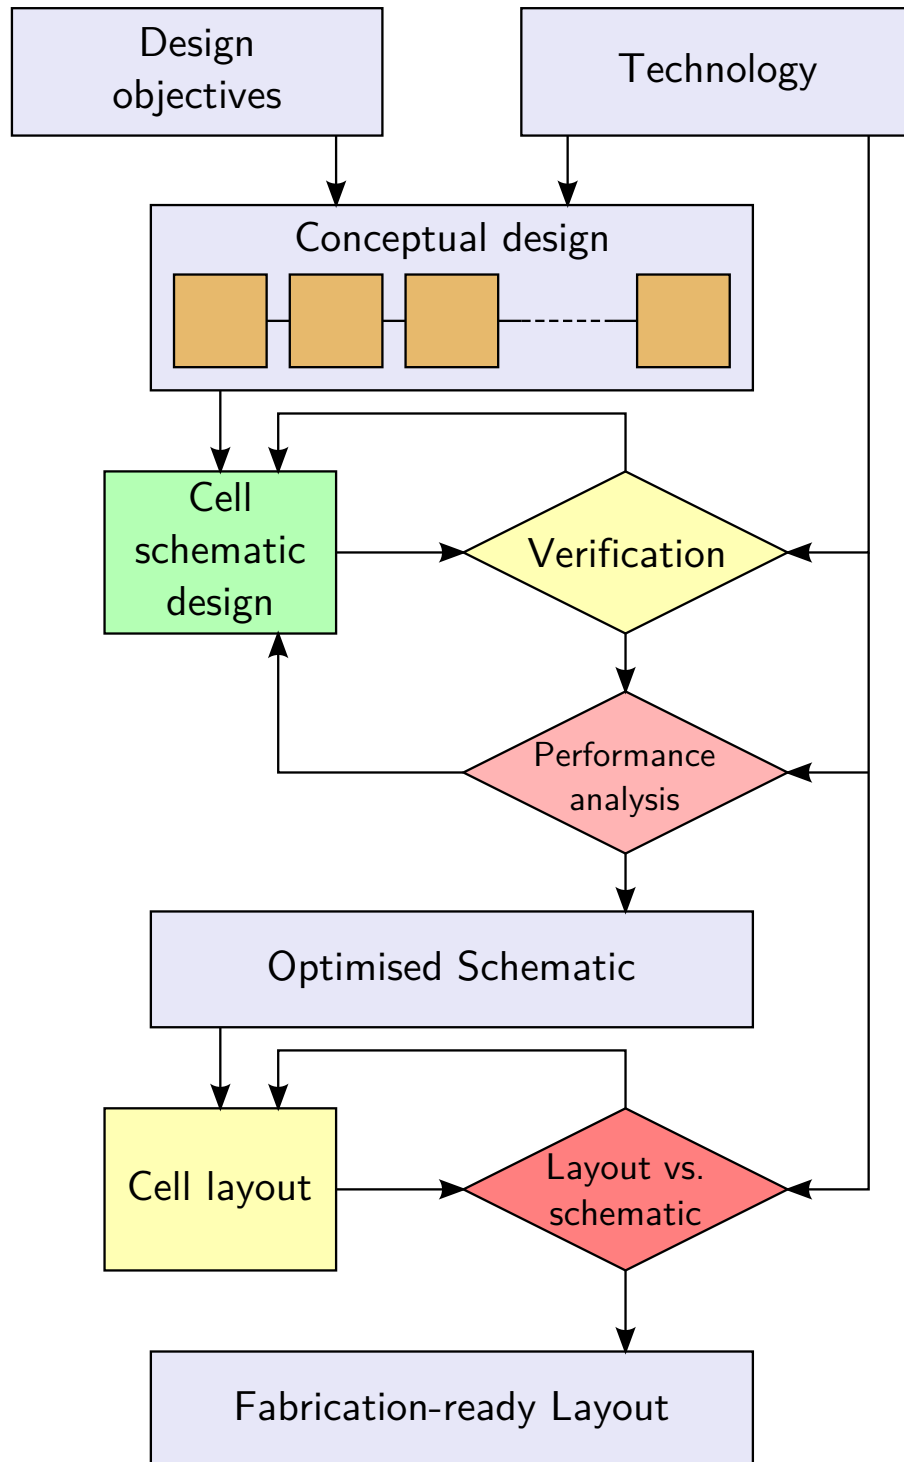 Design
objectives
Technology
Conceptual design
Cell
schematic
design
Verification
Performance
analysis
Optimised Schematic
Cell layout
Layout vs.
schematic
Fabrication-ready Layout